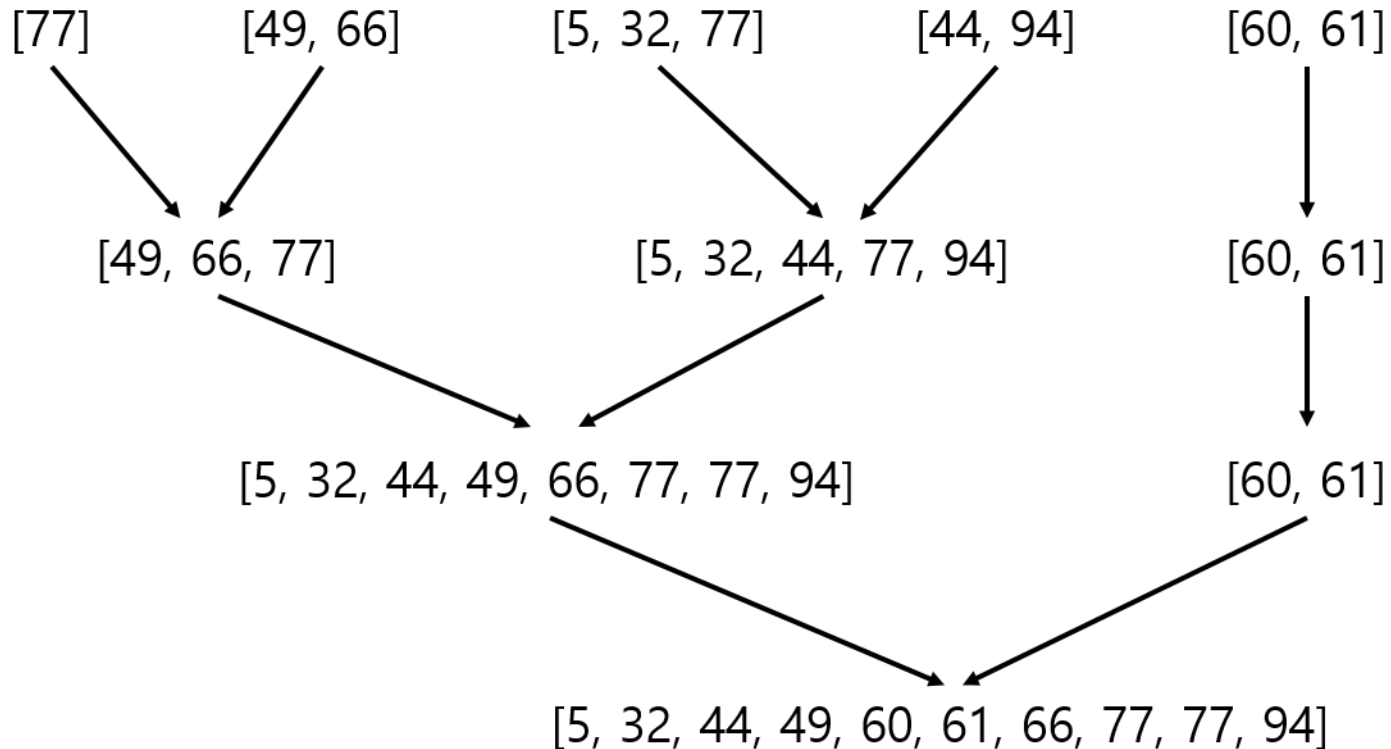 [77] [49, 66] [5, 32, 77] [44, 94] [60, 61]
[49, 66, 77] [5, 32, 44, 77, 94] [60, 61]
[5, 32, 44, 49, 66, 77, 77, 94] [60, 61]
[5, 32, 44, 49, 60, 61, 66, 77, 77, 94]